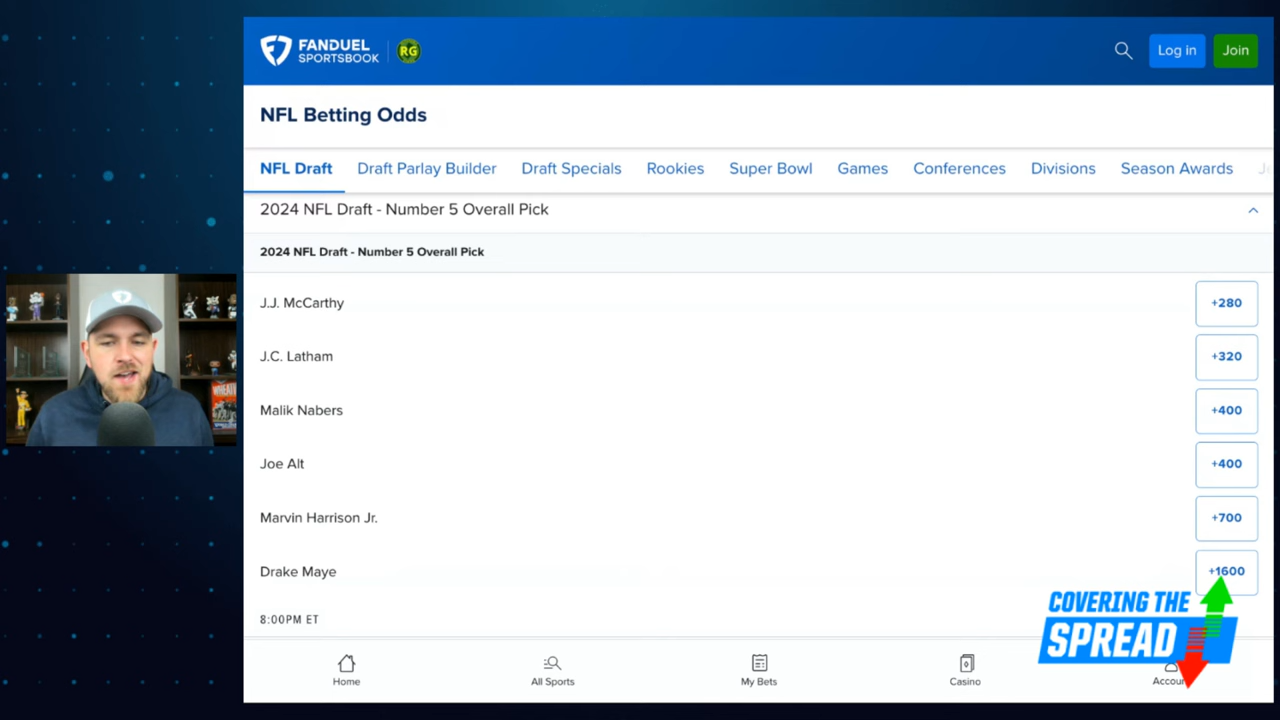 FANDUEL
SPORTSBOOK
RG
Log in
Join
NFL Betting Odds
NFL Draft
Draft Parlay Builder
Draft Specials
Rookies
Super Bowl
Games
Conferences
Divisions
Season Awards
2024 NFL Draft - Number 5 Overall Pick
2024 NFL Draft - Number 5 Overall Pick
J.J. McCarthy +280
J.C. Latham +320
Malik Nabers +400
Joe Alt +400
Marvin Harrison Jr. +700
Drake Maye +1600
8:00PM ET
COVERING THE
SPREAD
Home
All Sports
My Bets
Casino